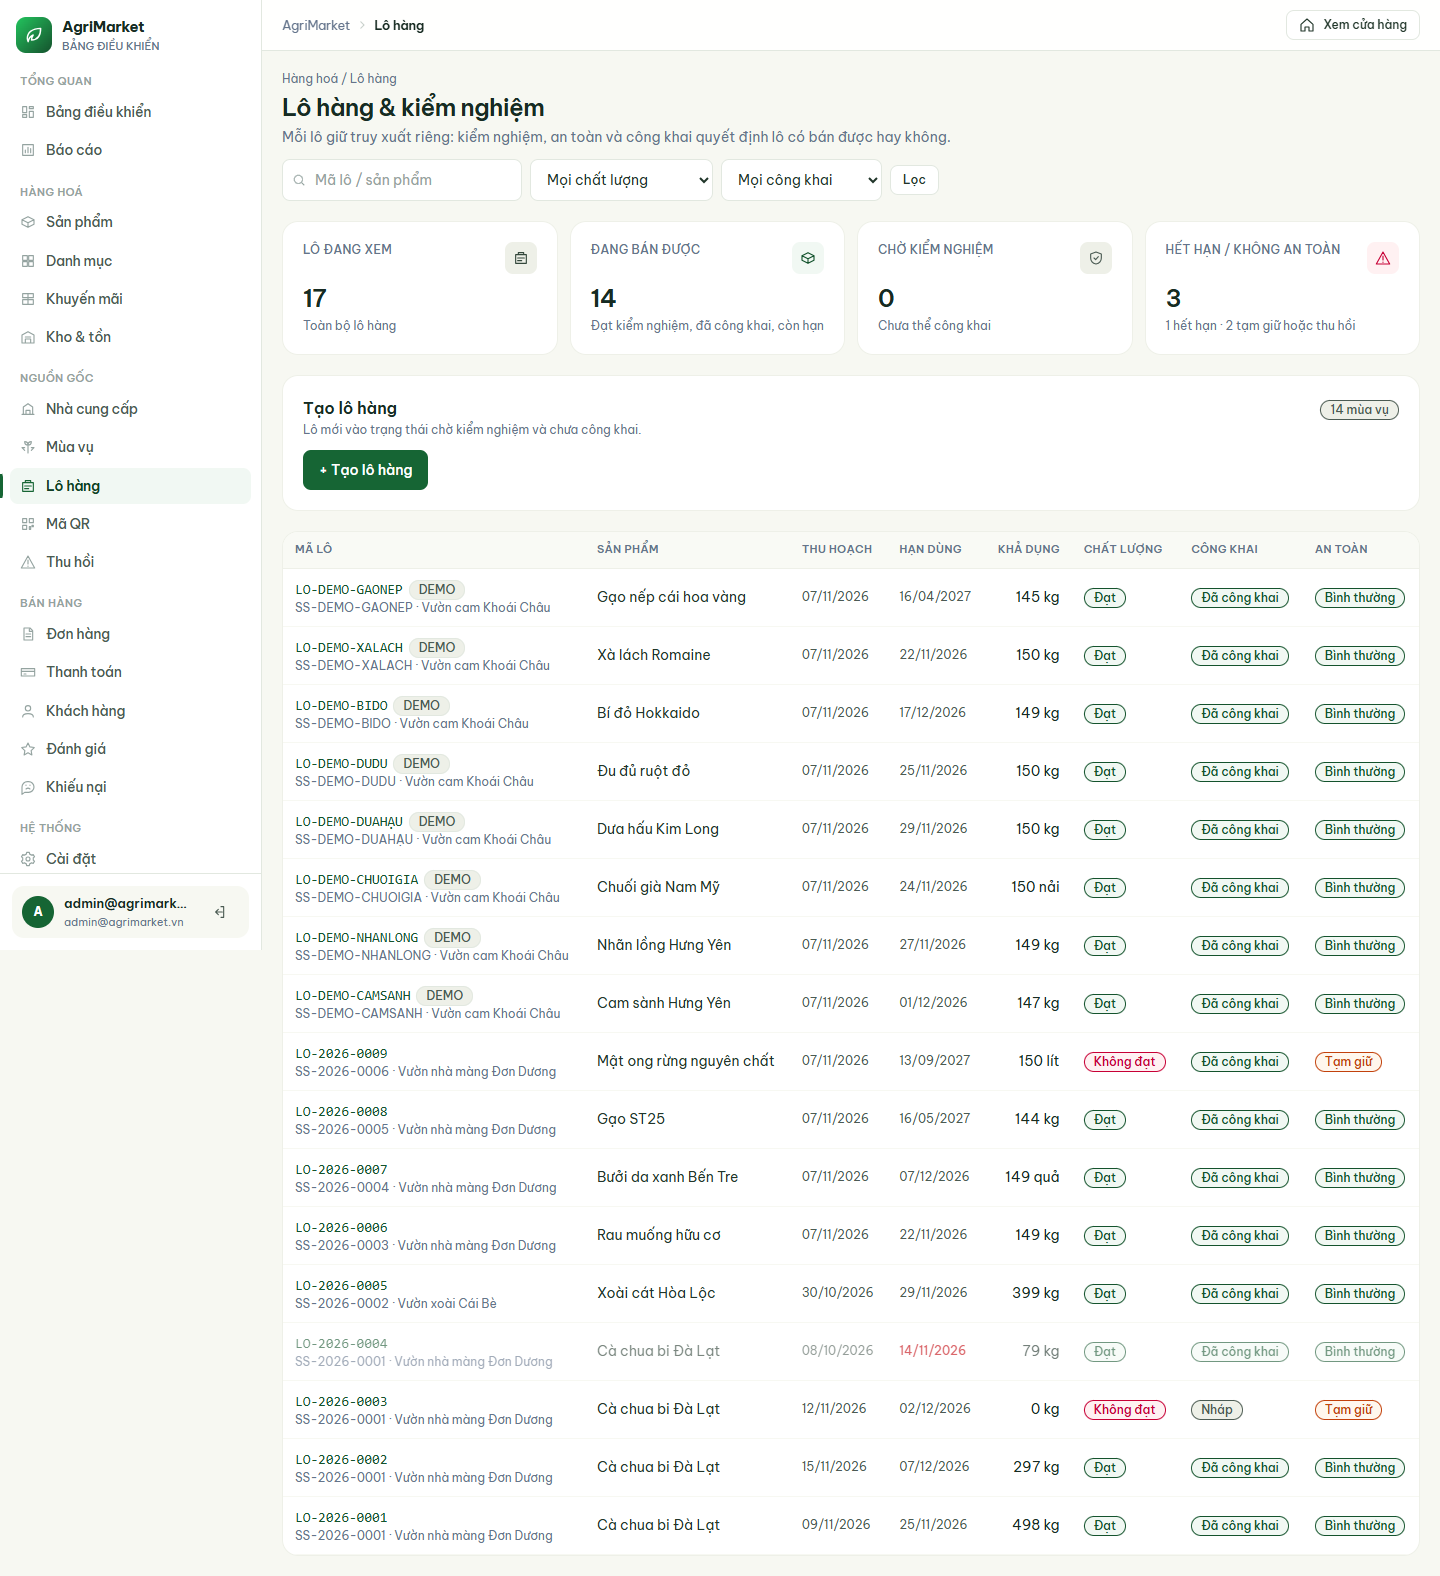 AgriMarket
BẢNG ĐIỀU KHIỂN
TỔNG QUAN
Bảng điều khiển
Báo cáo
HÀNG HOÁ
Sản phẩm
Danh mục
Khuyến mãi
Kho & tồn
NGUỒN GỐC
Nhà cung cấp
Mùa vụ
Lô hàng
Mã QR
Thu hồi
BÁN HÀNG
Đơn hàng
Thanh toán
Khách hàng
Đánh giá
Khiếu nại
HỆ THỐNG
Cài đặt
A
admin@agrimark...
admin@agrimarket.vn
AgriMarket > Lô hàng
Xem cửa hàng
Hàng hoá / Lô hàng
Lô hàng & kiểm nghiệm
Mỗi lô giữ truy xuất riêng: kiểm nghiệm, an toàn và công khai quyết định lô có bán được hay không.
Mã lô / sản phẩm
Mọi chất lượng
Mọi công khai
Lọc
LÔ ĐANG XEM
17
Toàn bộ lô hàng
ĐANG BÁN ĐƯỢC
14
Đạt kiểm nghiệm, đã công khai, còn hạn
CHỜ KIỂM NGHIỆM
0
Chưa thể công khai
HẾT HẠN / KHÔNG AN TOÀN
3
1 hết hạn · 2 tạm giữ hoặc thu hồi
Tạo lô hàng
14 mùa vụ
Lô mới vào trạng thái chờ kiểm nghiệm và chưa công khai.
+ Tạo lô hàng
MÃ LÔ SẢN PHẨM THU HOẠCH HẠN DÙNG KHẢ DỤNG CHẤT LƯỢNG CÔNG KHAI AN TOÀN
LO-DEMO-GAONEP DEMO
SS-DEMO-GAONEP · Vườn cam Khoái Châu
Gạo nếp cái hoa vàng 07/11/2026 16/04/2027 145 kg Đạt Đã công khai Bình thường
LO-DEMO-XALACH DEMO
SS-DEMO-XALACH · Vườn cam Khoái Châu
Xà lách Romaine 07/11/2026 22/11/2026 150 kg Đạt Đã công khai Bình thường
LO-DEMO-BIDO DEMO
SS-DEMO-BIDO · Vườn cam Khoái Châu
Bí đỏ Hokkaido 07/11/2026 17/12/2026 149 kg Đạt Đã công khai Bình thường
LO-DEMO-DUDU DEMO
SS-DEMO-DUDU · Vườn cam Khoái Châu
Đu đủ ruột đỏ 07/11/2026 25/11/2026 150 kg Đạt Đã công khai Bình thường
LO-DEMO-DUAHẠU DEMO
SS-DEMO-DUAHẠU · Vườn cam Khoái Châu
Dưa hấu Kim Long 07/11/2026 29/11/2026 150 kg Đạt Đã công khai Bình thường
LO-DEMO-CHUOIGIA DEMO
SS-DEMO-CHUOIGIA · Vườn cam Khoái Châu
Chuối già Nam Mỹ 07/11/2026 24/11/2026 150 nải Đạt Đã công khai Bình thường
LO-DEMO-NHANLONG DEMO
SS-DEMO-NHANLONG · Vườn cam Khoái Châu
Nhãn lồng Hưng Yên 07/11/2026 27/11/2026 149 kg Đạt Đã công khai Bình thường
LO-DEMO-CAMSANH DEMO
SS-DEMO-CAMSANH · Vườn cam Khoái Châu
Cam sành Hưng Yên 07/11/2026 01/12/2026 147 kg Đạt Đã công khai Bình thường
LO-2026-0009
SS-2026-0006 · Vườn nhà màng Đơn Dương
Mật ong rừng nguyên chất 07/11/2026 13/09/2027 150 lít Không đạt Đã công khai Tạm giữ
LO-2026-0008
SS-2026-0005 · Vườn nhà màng Đơn Dương
Gạo ST25 07/11/2026 16/05/2027 144 kg Đạt Đã công khai Bình thường
LO-2026-0007
SS-2026-0004 · Vườn nhà màng Đơn Dương
Bưởi da xanh Bến Tre 07/11/2026 07/12/2026 149 quả Đạt Đã công khai Bình thường
LO-2026-0006
SS-2026-0003 · Vườn nhà màng Đơn Dương
Rau muống hữu cơ 07/11/2026 22/11/2026 149 kg Đạt Đã công khai Bình thường
LO-2026-0005
SS-2026-0002 · Vườn xoài Cái Bè
Xoài cát Hòa Lộc 30/10/2026 29/11/2026 399 kg Đạt Đã công khai Bình thường
LO-2026-0004
SS-2026-0001 · Vườn nhà màng Đơn Dương
Cà chua bi Đà Lạt 08/10/2026 14/11/2026 79 kg Đạt Đã công khai Bình thường
LO-2026-0003
SS-2026-0001 · Vườn nhà màng Đơn Dương
Cà chua bi Đà Lạt 12/11/2026 02/12/2026 0 kg Không đạt Nháp Tạm giữ
LO-2026-0002
SS-2026-0001 · Vườn nhà màng Đơn Dương
Cà chua bi Đà Lạt 15/11/2026 07/12/2026 297 kg Đạt Đã công khai Bình thường
LO-2026-0001
SS-2026-0001 · Vườn nhà màng Đơn Dương
Cà chua bi Đà Lạt 09/11/2026 25/11/2026 498 kg Đạt Đã công khai Bình thường